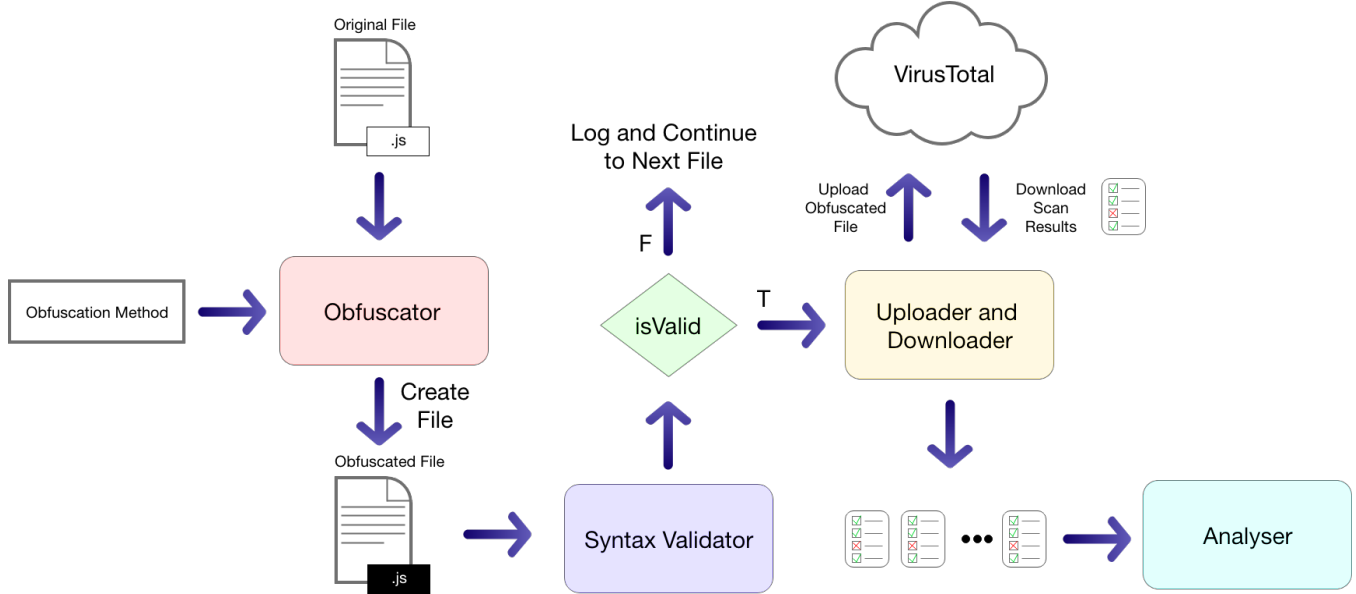 Original File
.js
Obfuscation Method
Obfuscator
Create
File
Obfuscated File
.js
Syntax Validator
isValid
F
Log and Continue
to Next File
T
Uploader and
Downloader
Upload
Obfuscated
File
VirusTotal
Download
Scan
Results
Analyser